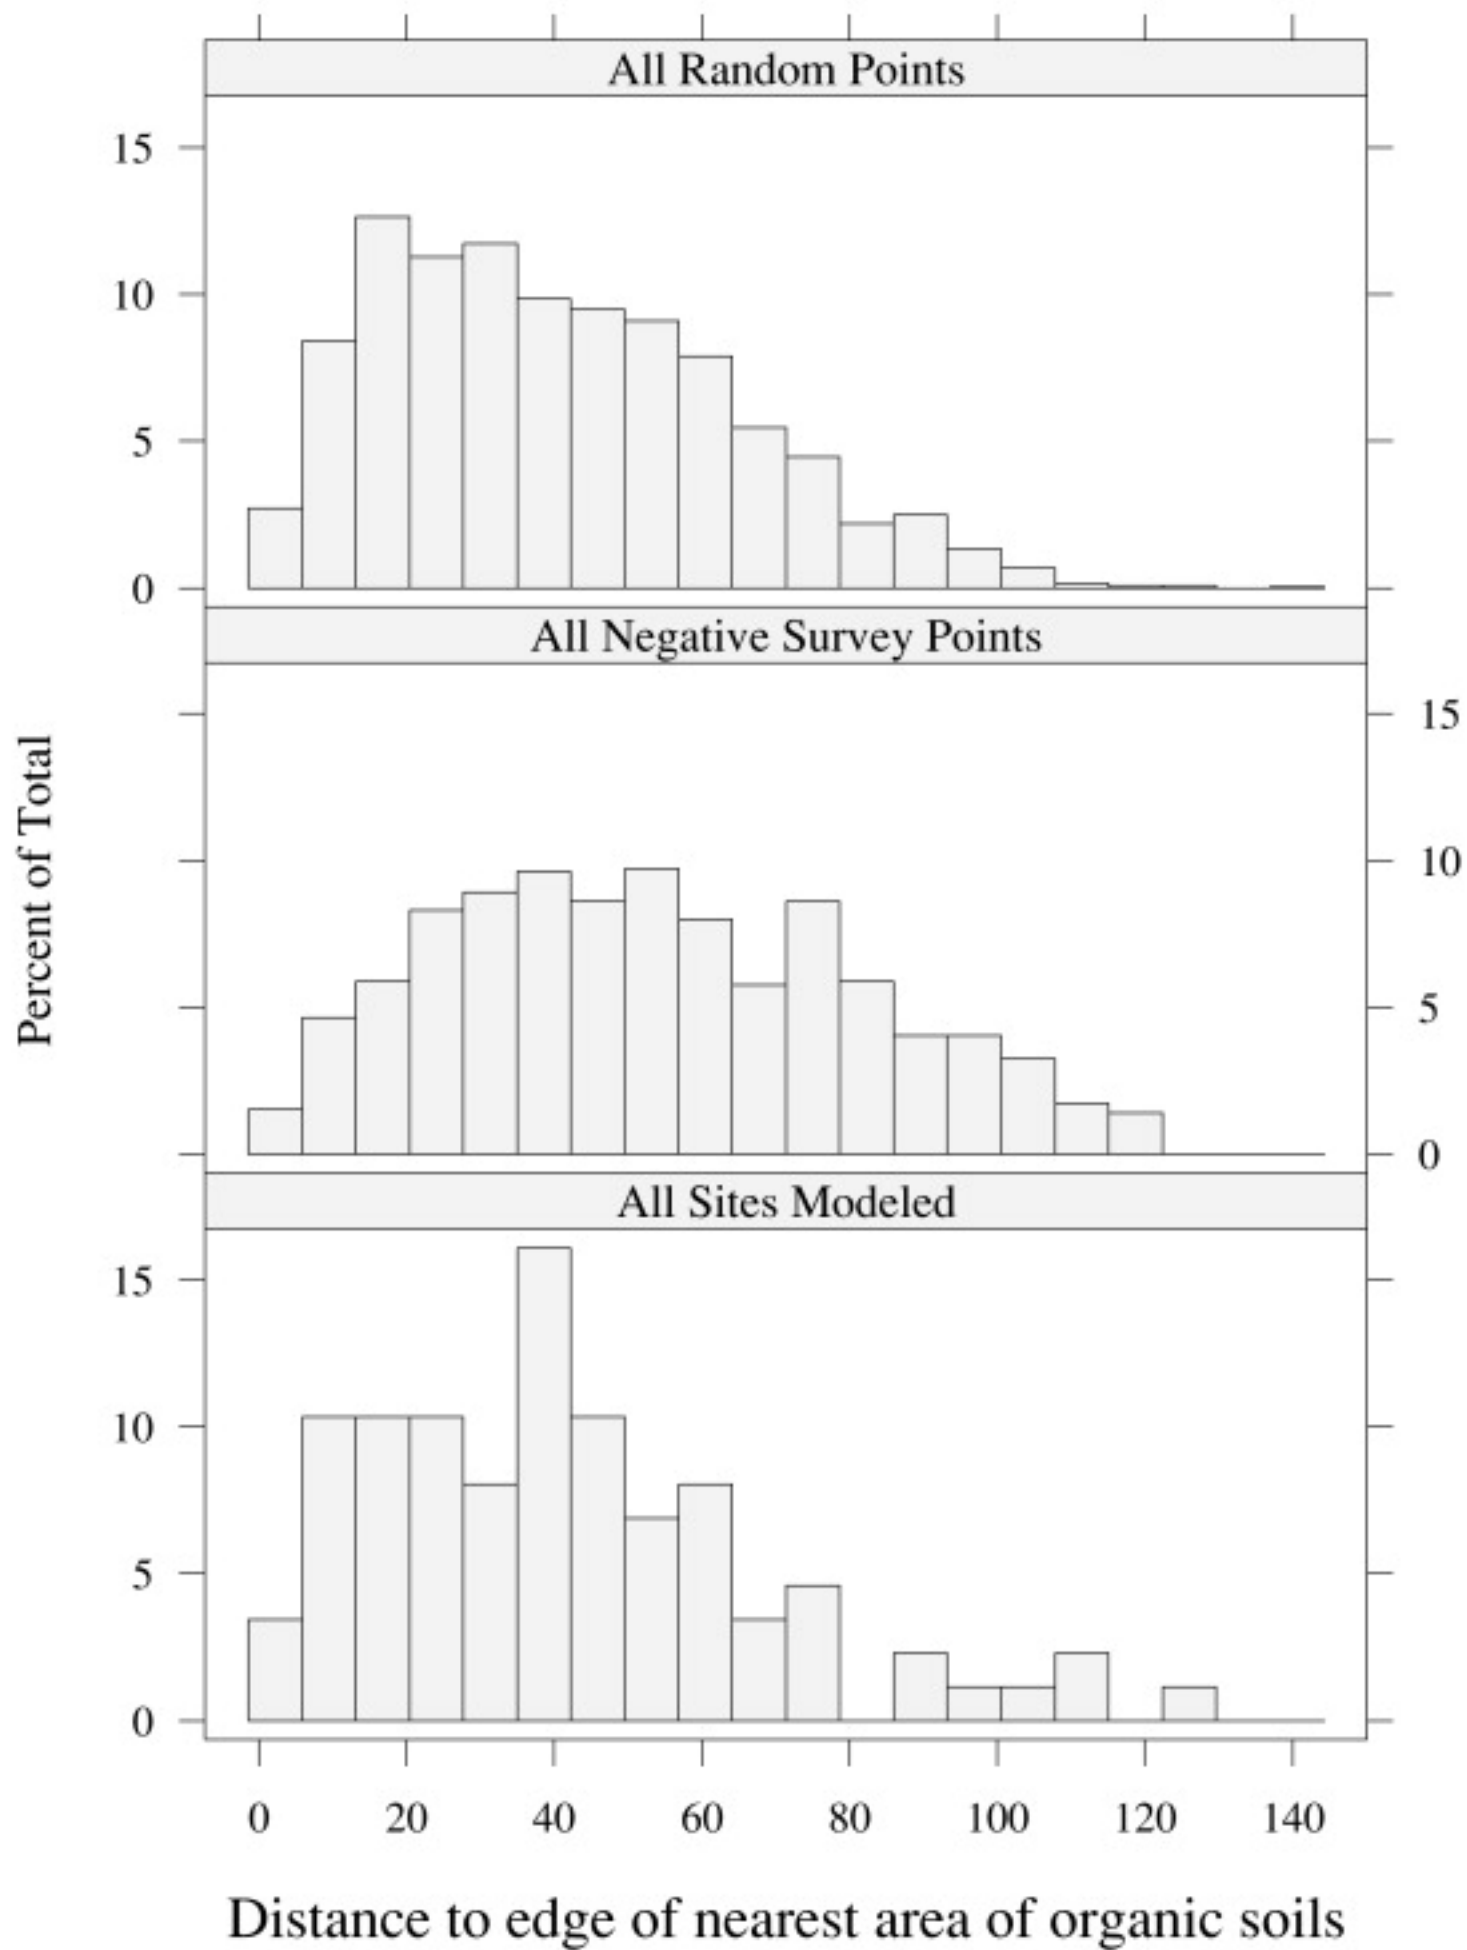 All Random Points
15
10
5
0
All Negative Survey Points
15
10
5
0
Percent of Total
All Sites Modeled
15
10
5
0
0 20 40 60 80 100 120 140
Distance to edge of nearest area of organic soils